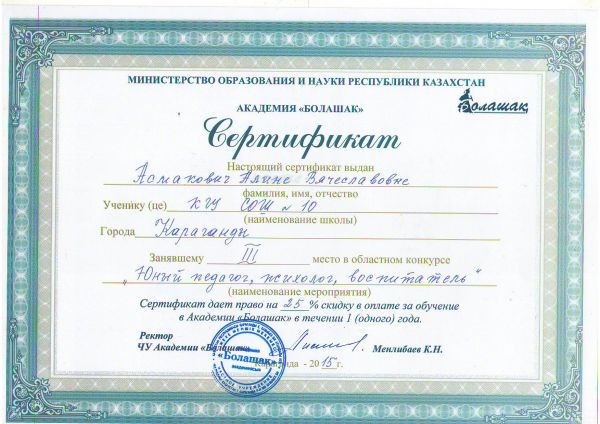 МИНИСТЕРСТВО ОБРАЗОВАНИЯ И НАУКИ РЕСПУБЛИКИ КАЗАХСТАН
АКАДЕМИЯ «БОЛАШАК»
Болашак
Сертификат
Настоящий сертификат выдан
Асмакович Алине Вячеславовне
фамилия, имя, отчество
Ученику (це) КГУ СОШ № 10
(наименование школы)
Города Караганды
Занявшему III место в областном конкурсе
„Юный педагог, психолог, воспитатель"
(наименование мероприятия)
Сертификат дает право на 25 % скидку в оплате за обучение
в Академии «Болашак» в течении 1 (одного) года.
Ректор
ЧУ Академии «Болашак» Менлибаев К.Н.
«Болашак»
Караганда - 2015 г.